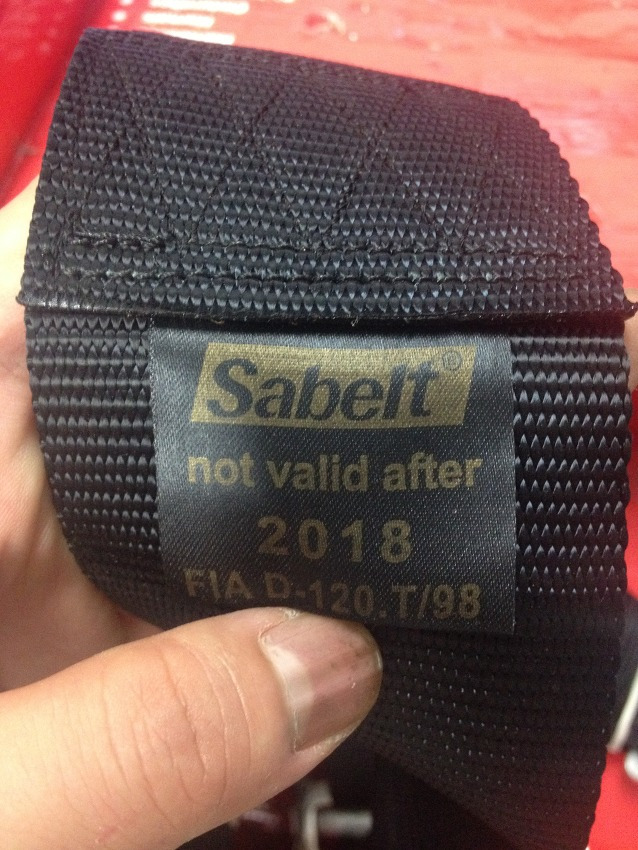 Sabelt®
not valid after
2018
FIA D-120.T/98